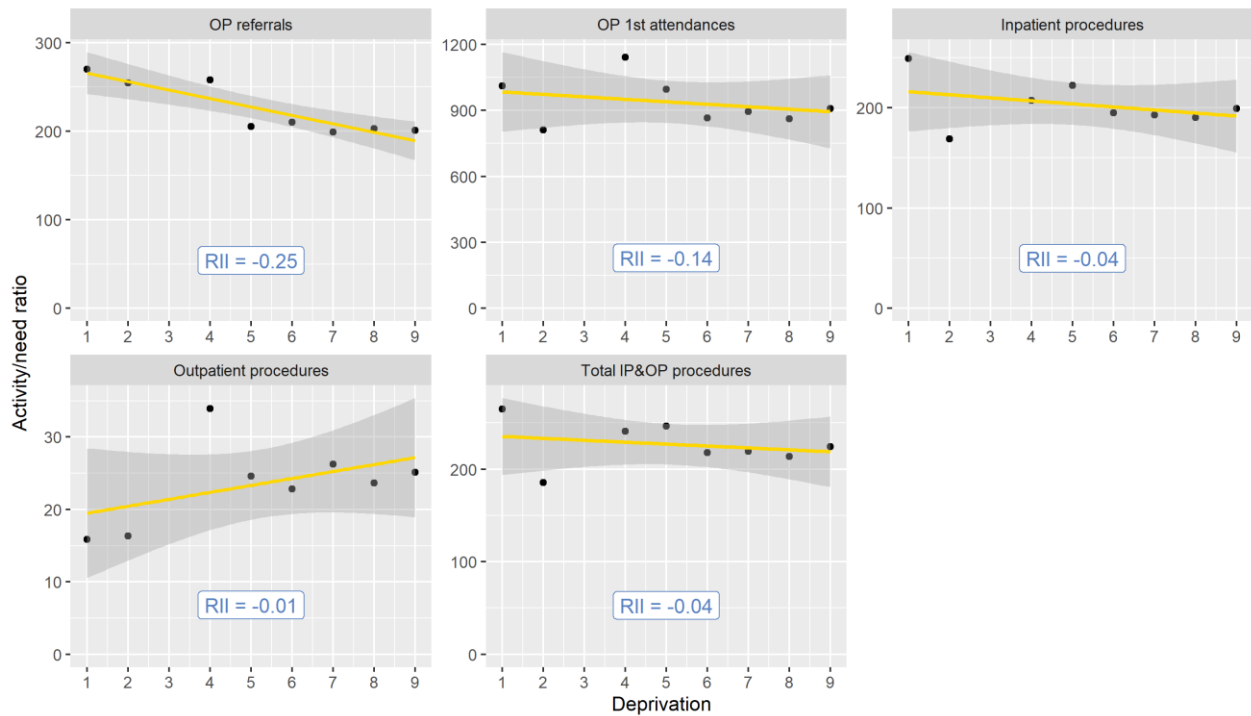 OP referrals
OP 1st attendances
Inpatient procedures
300
200
100
0
RII = -0.25
1 2 3 4 5 6 7 8 9
1200
900
600
300
0
RII = -0.14
1 2 3 4 5 6 7 8 9
200
100
0
RII = -0.04
1 2 3 4 5 6 7 8 9
Activity/need ratio
Outpatient procedures
Total IP&OP procedures
30
20
10
0
RII = -0.01
1 2 3 4 5 6 7 8 9
200
100
0
RII = -0.04
1 2 3 4 5 6 7 8 9
Deprivation